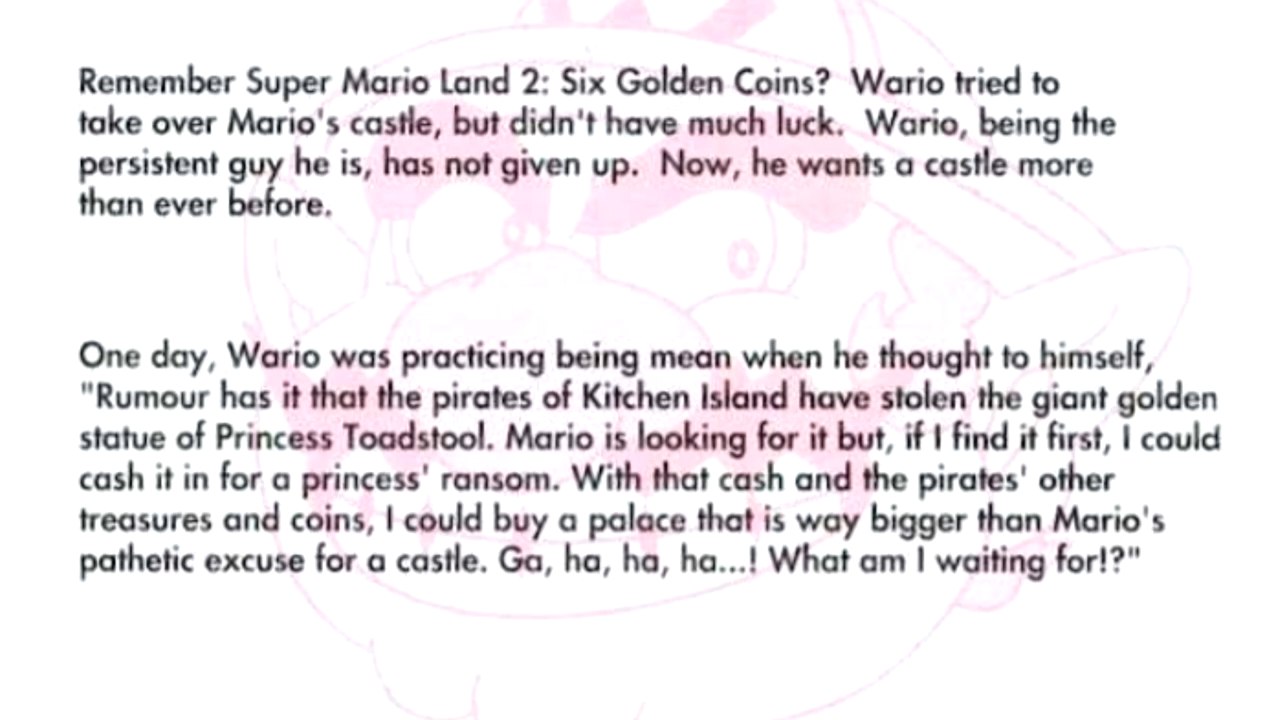 Remember Super Mario Land 2: Six Golden Coins?  Wario tried to
take over Mario's castle, but didn't have much luck.  Wario, being the
persistent guy he is, has not given up.  Now, he wants a castle more
than ever before.
One day, Wario was practicing being mean when he thought to himself,
"Rumour has it that the pirates of Kitchen Island have stolen the giant golden
statue of Princess Toadstool. Mario is looking for it but, if I find it first, I could
cash it in for a princess' ransom. With that cash and the pirates' other
treasures and coins, I could buy a palace that is way bigger than Mario's
pathetic excuse for a castle. Ga, ha, ha, ha...! What am I waiting for!?"